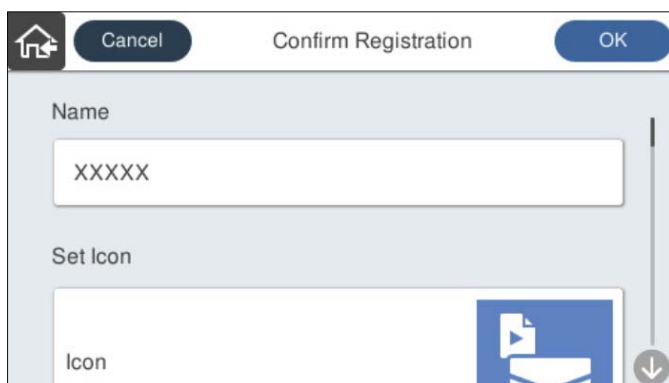 Cancel Confirm Registration OK
Name
XXXXX
Set Icon
Icon